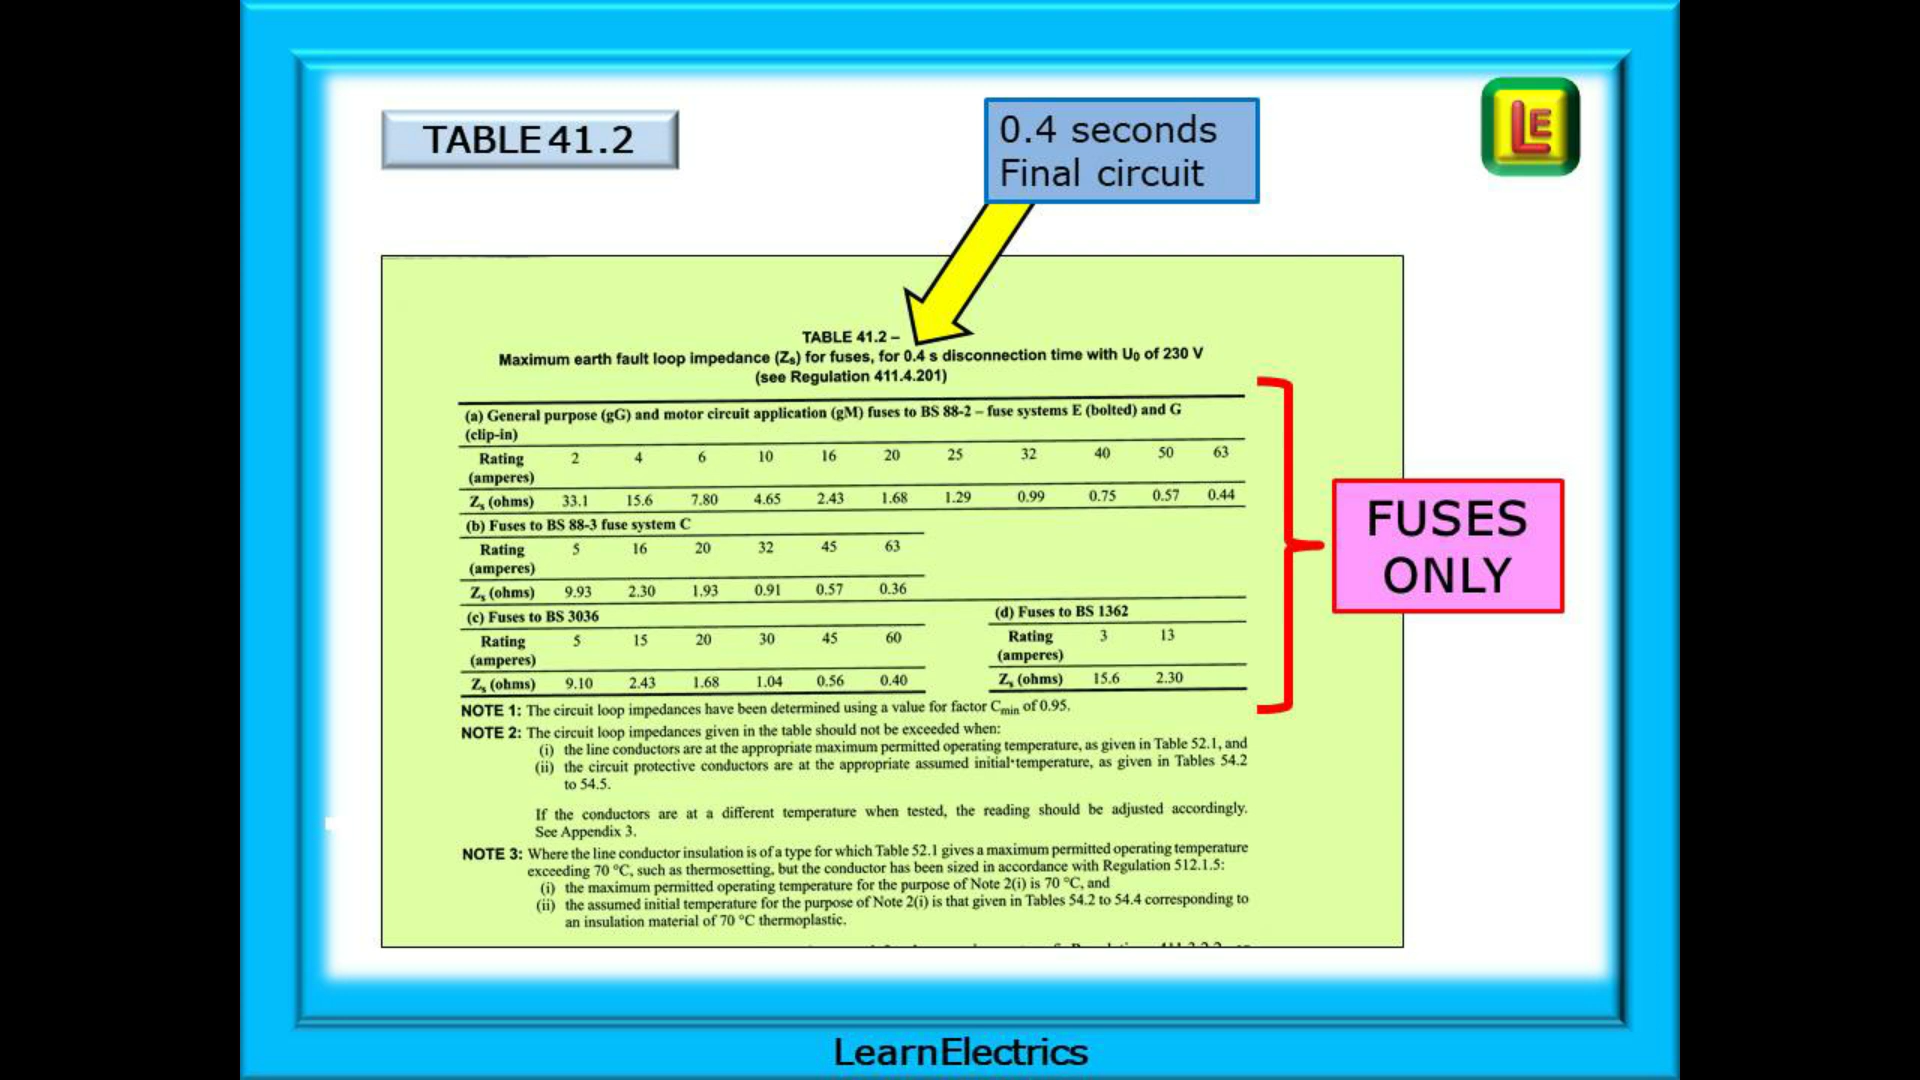 TABLE 41.2
0.4 seconds
Final circuit
LE
TABLE 41.2 –
Maximum earth fault loop impedance (Zs) for fuses, for 0.4 s disconnection time with U0 of 230 V
(see Regulation 411.4.201)
(a) General purpose (gG) and motor circuit application (gM) fuses to BS 88-2 – fuse systems E (bolted) and G
(clip-in)
Rating 2 4 6 10 16 20 25 32 40 50 63
(amperes)
Zs (ohms) 33.1 15.6 7.80 4.65 2.43 1.68 1.29 0.99 0.75 0.57 0.44
(b) Fuses to BS 88-3 fuse system C
Rating 5 16 20 32 45 63
(amperes)
Zs (ohms) 9.93 2.30 1.93 0.91 0.57 0.36
(c) Fuses to BS 3036
Rating 5 15 20 30 45 60
(amperes)
Zs (ohms) 9.10 2.43 1.68 1.04 0.56 0.40
(d) Fuses to BS 1362
Rating 3 13
(amperes)
Zs (ohms) 15.6 2.30
FUSES
ONLY
NOTE 1: The circuit loop impedances have been determined using a value for factor Cmin of 0.95.
NOTE 2: The circuit loop impedances given in the table should not be exceeded when:
(i) the line conductors are at the appropriate maximum permitted operating temperature, as given in Table 52.1, and
(ii) the circuit protective conductors are at the appropriate assumed initial temperature, as given in Tables 54.2
to 54.5.
If the conductors are at a different temperature when tested, the reading should be adjusted accordingly.
See Appendix 3.
NOTE 3: Where the line conductor insulation is of a type for which Table 52.1 gives a maximum permitted operating temperature
exceeding 70 °C, such as thermosetting, but the conductor has been sized in accordance with Regulation 512.1.5:
(i) the maximum permitted operating temperature for the purpose of Note 2(i) is 70 °C, and
(ii) the assumed initial temperature for the purpose of Note 2(i) is that given in Tables 54.2 to 54.4 corresponding to
an insulation material of 70 °C thermoplastic.
LearnElectrics